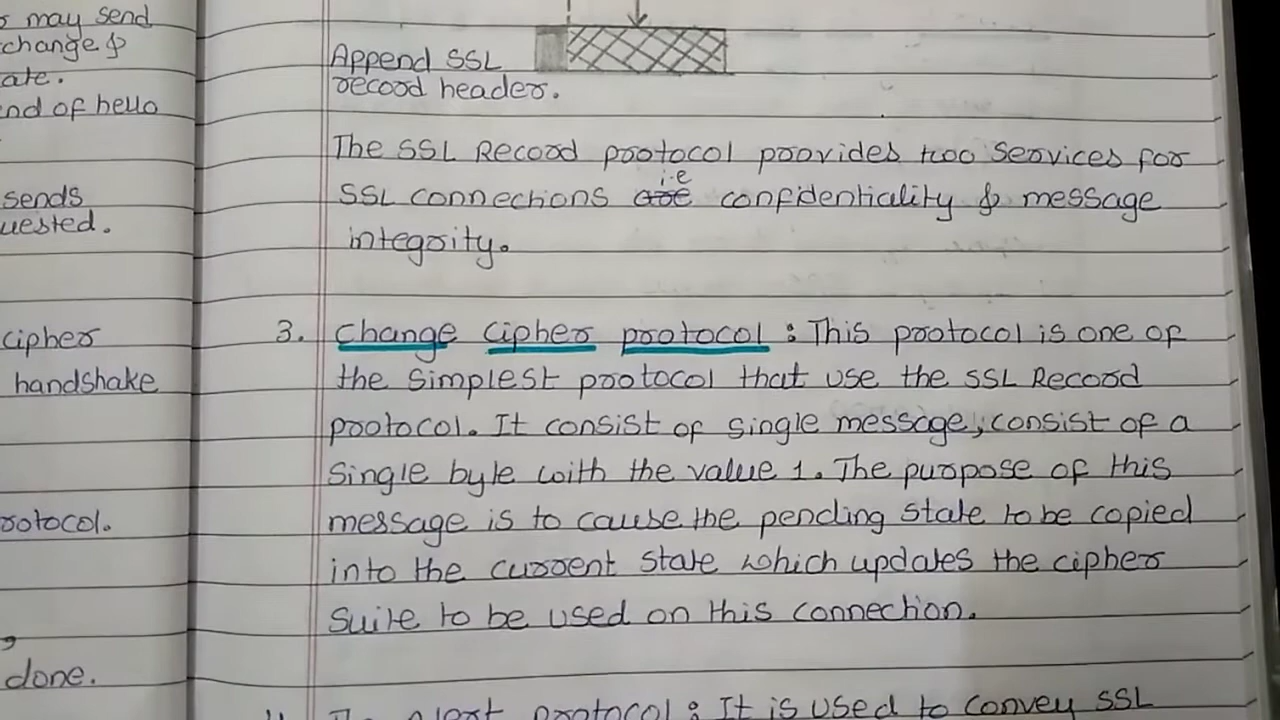 s may send
change &
ate.
nd of hello
sends
uested.
cipher
handshake
rotocol.
,
done.
Append SSL
record header.
The SSL Record protocol provides two services for
i.e
SSL connections are confidentiality & message
integrity.
3. Change Cipher protocol : This protocol is one of
the simplest protocol that use the SSL Record
protocol. It consist of single message, consist of a
single byte with the value 1. The purpose of this
message is to cause the pending state to be copied
into the current state which updates the cipher
suite to be used on this connection.
alert protocol : It is used to convey SSL